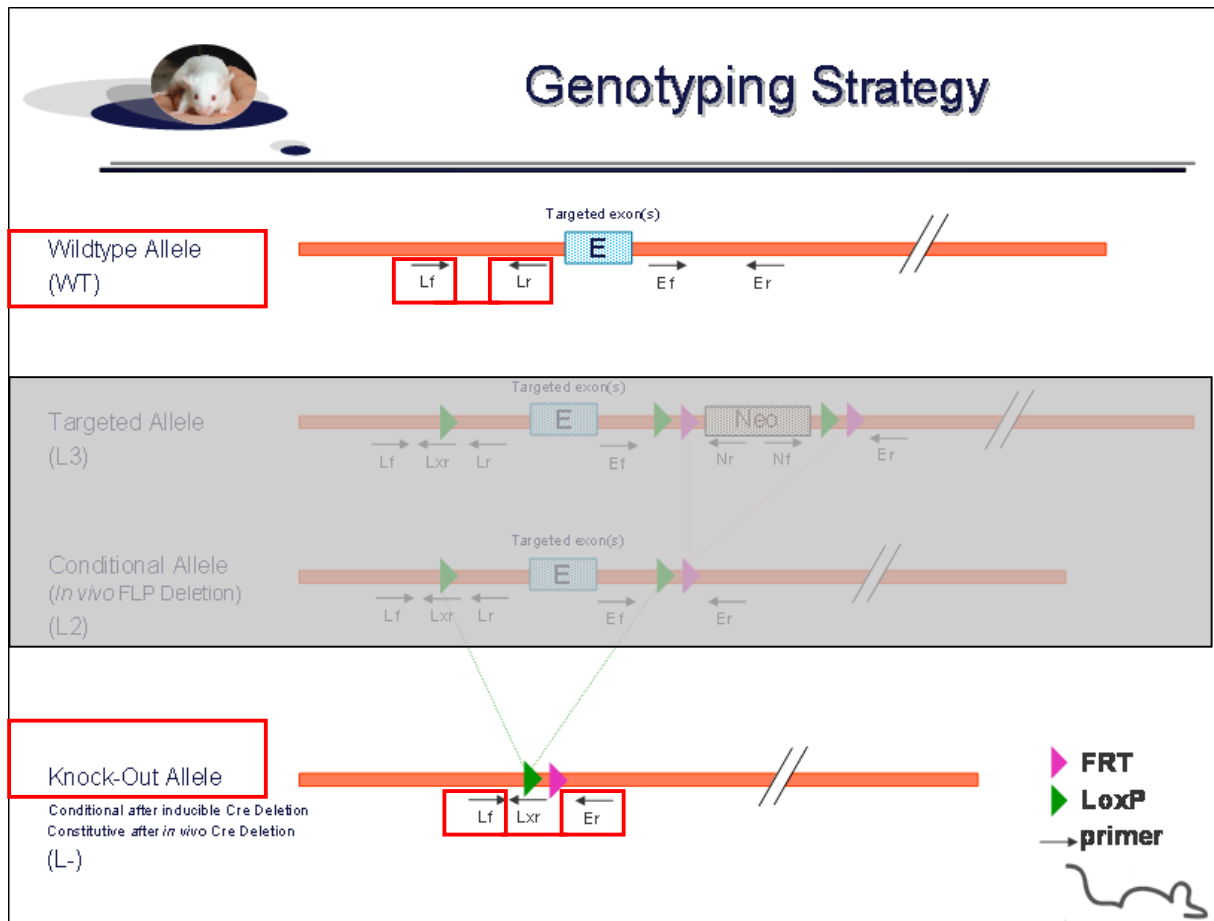 Genotyping Strategy
Targeted exon(s)
Wildtype Allele
(WT)
E
Lf
Lr
Ef
Er
Targeted exon(s)
Targeted Allele
(L3)
E
Neo
Lf
Lxr
Lr
Ef
Nr
Nf
Er
Targeted exon(s)
Conditional Allele
(In vivo FLP Deletion)
(L2)
E
Lf
Lxr
Lr
Ef
Er
Knock-Out Allele
Conditional after inducible Cre Deletion
Constitutive after in vivo Cre Deletion
(L-)
Lf
Lxr
Er
FRT
LoxP
primer